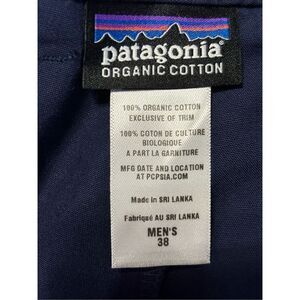 patagonia®
ORGANIC COTTON
100% ORGANIC COTTON
EXCLUSIVE OF TRIM
100% COTON DE CULTURE
BIOLOGIQUE
A PART LA GARNITURE
MFG DATE AND LOCATION
AT PCPSIA.COM
Made in SRI LANKA
Fabriqué AU SRI LANKA
MEN'S
38